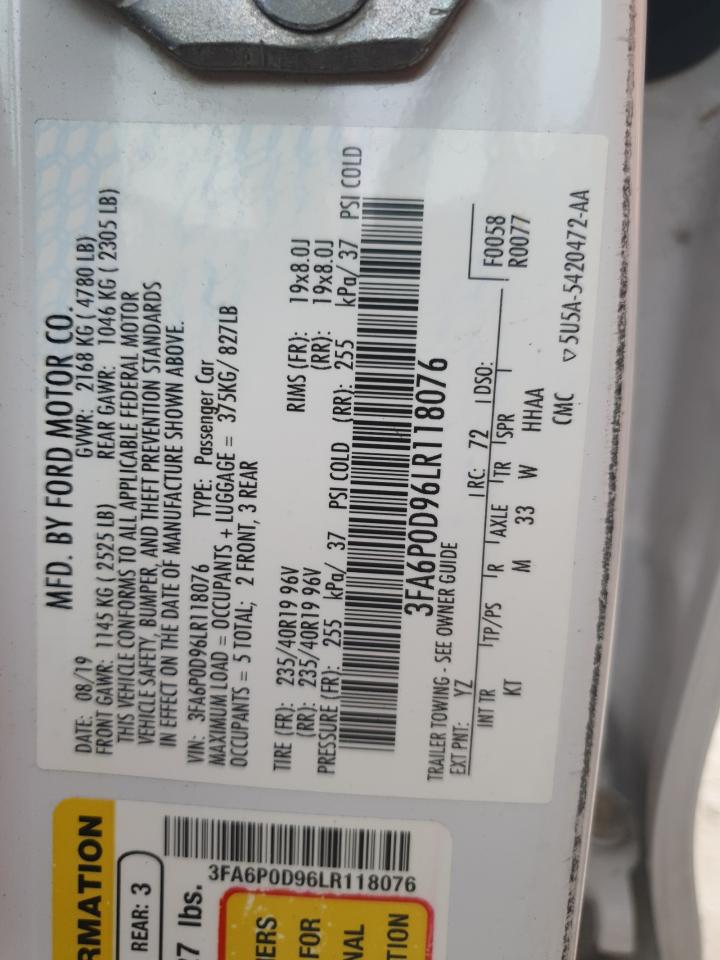 MFD. BY FORD MOTOR CO.
DATE: 08/19 GVWR: 2168 KG ( 4780 LB)
FRONT GAWR: 1145 KG ( 2525 LB) REAR GAWR: 1046 KG ( 2305 LB)
THIS VEHICLE CONFORMS TO ALL APPLICABLE FEDERAL MOTOR
VEHICLE SAFETY, BUMPER, AND THEFT PREVENTION STANDARDS
IN EFFECT ON THE DATE OF MANUFACTURE SHOWN ABOVE.
VIN: 3FA6P0D96LR118076 TYPE: Passenger Car
MAXIMUM LOAD = OCCUPANTS + LUGGAGE = 375KG/ 827LB
OCCUPANTS = 5 TOTAL; 2 FRONT, 3 REAR
TIRE (FR): 235/40R19 96V RIMS (FR): 19x8.0J
(RR): 235/40R19 96V (RR): 19x8.0J
PRESSURE (FR): 255 kPa/ 37 PSI COLD (RR): 255 kPa/ 37 PSI COLD
3FA6P0D96LR118076
TRAILER TOWING - SEE OWNER GUIDE
F0058
R0077
EXT PNT: YZ RC: 72 DSO:
INT TR TP/PS R AXLE TR SPR
KT M 33 W HHAA
CMC ▽5U5A-5420472-AA
RMATION
REAR: 3
7 lbs.
3FA6P0D96LR118076
ERS
FOR
NAL
TION